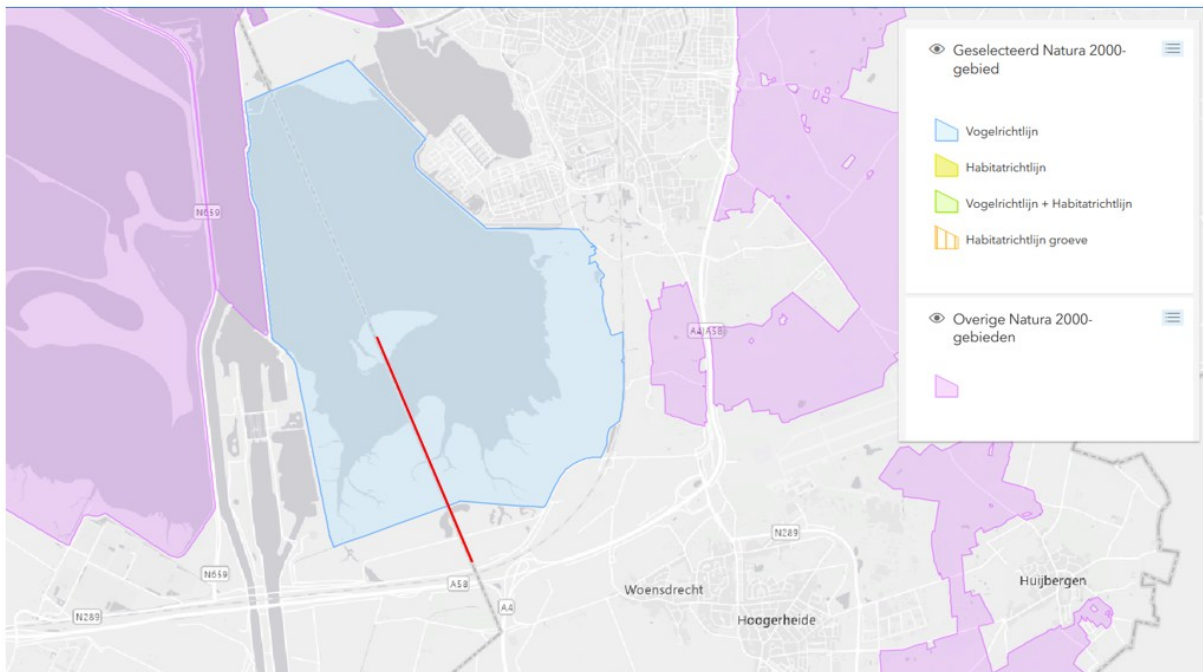 Geselecteerd Natura 2000-
gebied
Vogelrichtlijn
Habitatrichtlijn
Vogelrichtlijn + Habitatrichtlijn
Habitatrichtlijn groeve
N659
Overige Natura 2000-
gebieden
A4|A58
N289
N659
A58
Huijbergen
Woensdrecht
A4
N289
Hoogerheide